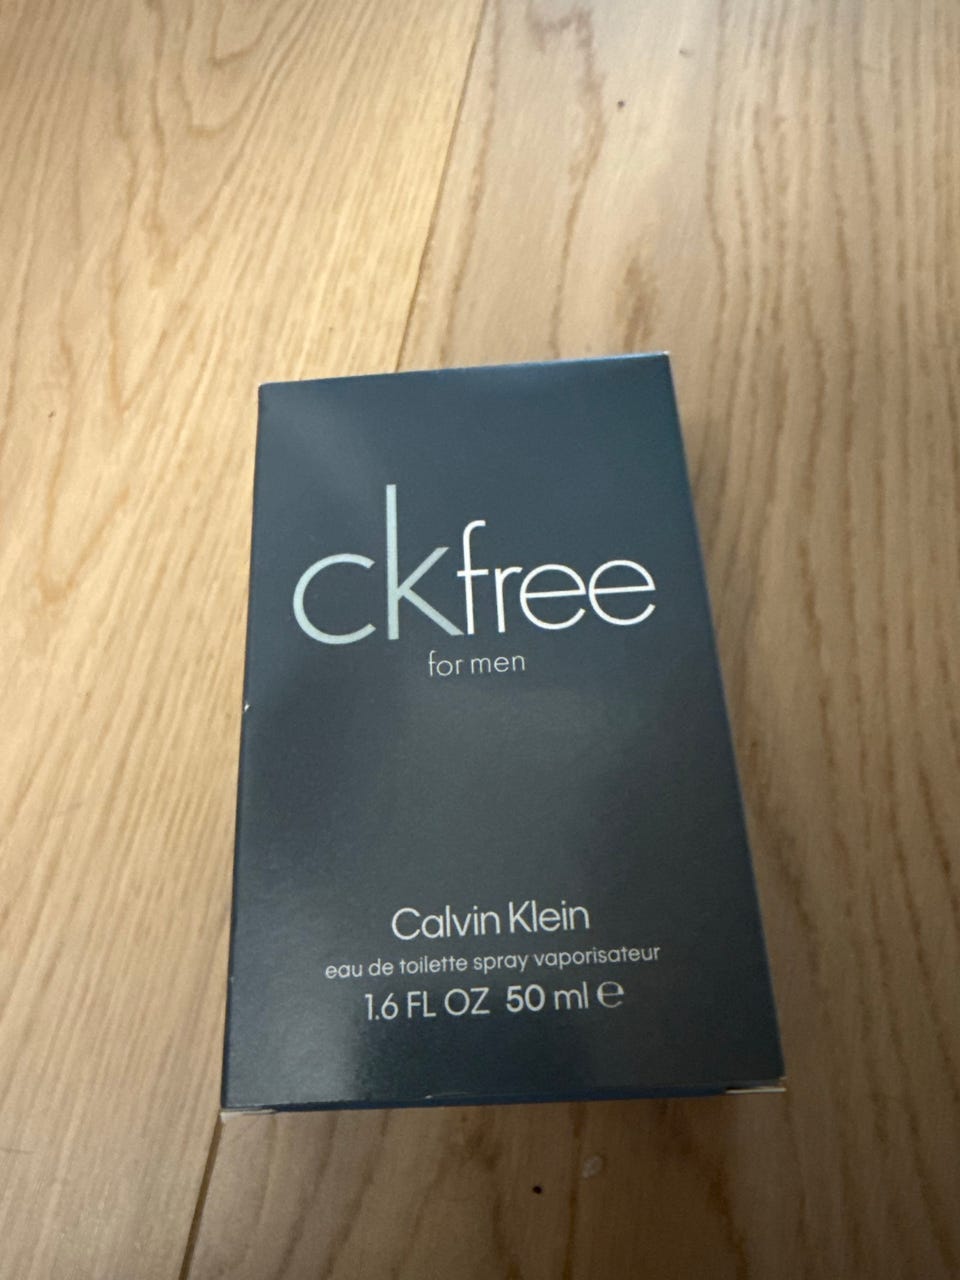 ckfree
for men
Calvin Klein
eau de toilette spray vaporisateur
1.6 FL OZ 50 ml ℮